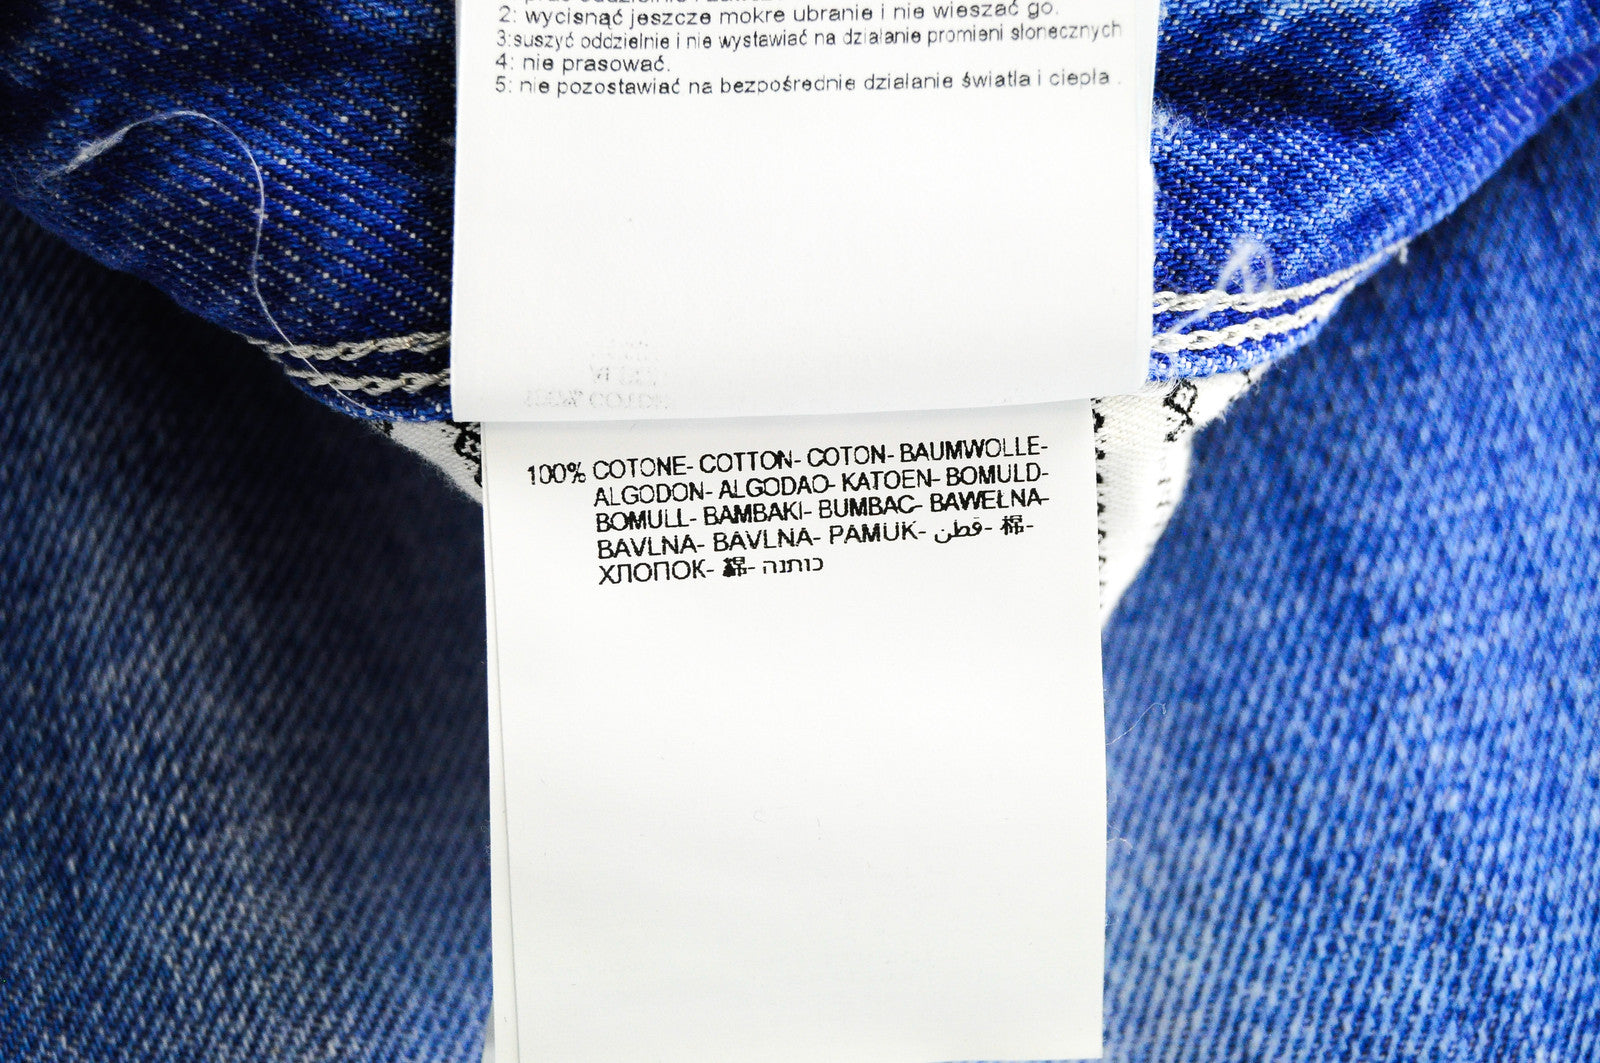 2: wycisnąć jeszcze mokre ubranie i nie wieszać go.
3:suszyć oddzielnie i nie wystawiać na działanie promieni słonecznych
4: nie prasować.
5: nie pozostawiać na bezpośrednie działanie światła i ciepła .
100% COTONE- COTTON- COTON- BAUMWOLLE-
ALGODON- ALGODAO- KATOEN- BOMULD-
BOMULL- BAMBAKI- BUMBAC- BAWEŁNA-
BAVLNA- BAVLNA- PAMUK- قطن- 棉-
ХЛОПОК- 綿- כותנה